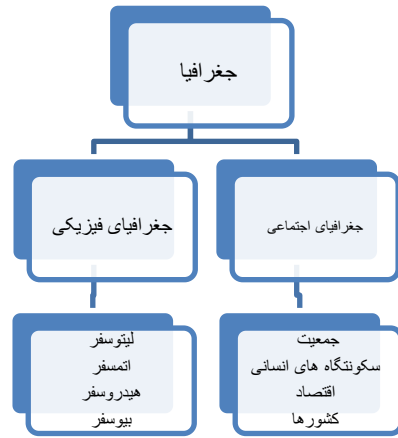 جغرافیا
جغرافیای اجتماعی
جغرافیای فیزیکی
جمعیت
سکونتگاه های انسانی
اقتصاد
کشورها
لیتوسفر
اتمسفر
هیدروسفر
بیوسفر